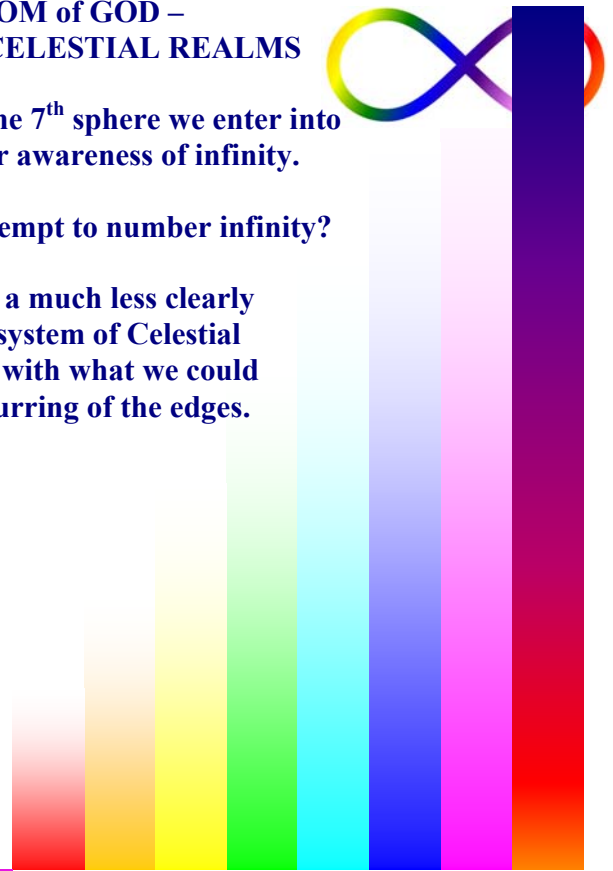 OM of GOD –
CELESTIAL REALMS
he 7th sphere we enter into
r awareness of infinity.
tempt to number infinity?
a much less clearly
system of Celestial
with what we could
urring of the edges.